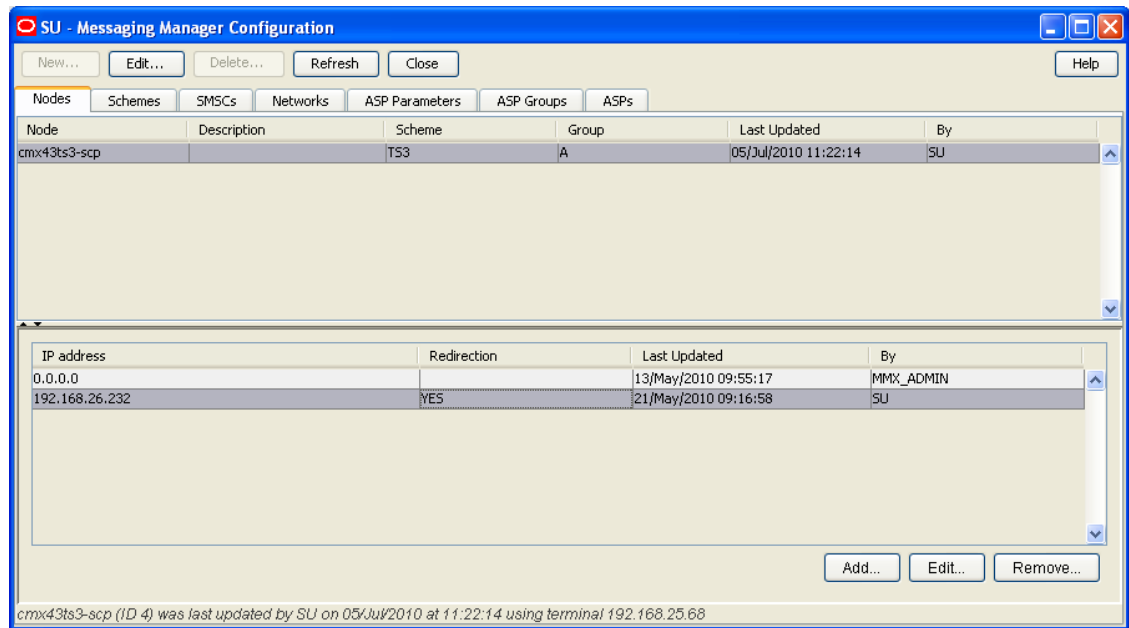 SU - Messaging Manager Configuration
New... Edit... Delete... Refresh Close Help
Nodes Schemes SMSCs Networks ASP Parameters ASP Groups ASPs
Node Description Scheme Group Last Updated By
cmx43ts3-scp TS3 A 05/Jul/2010 11:22:14 SU
IP address Redirection Last Updated By
0.0.0.0 13/May/2010 09:55:17 MMX_ADMIN
192.168.26.232 YES 21/May/2010 09:16:58 SU
Add... Edit... Remove...
cmx43ts3-scp (ID 4) was last updated by SU on 05/Jul/2010 at 11:22:14 using terminal 192.168.25.68